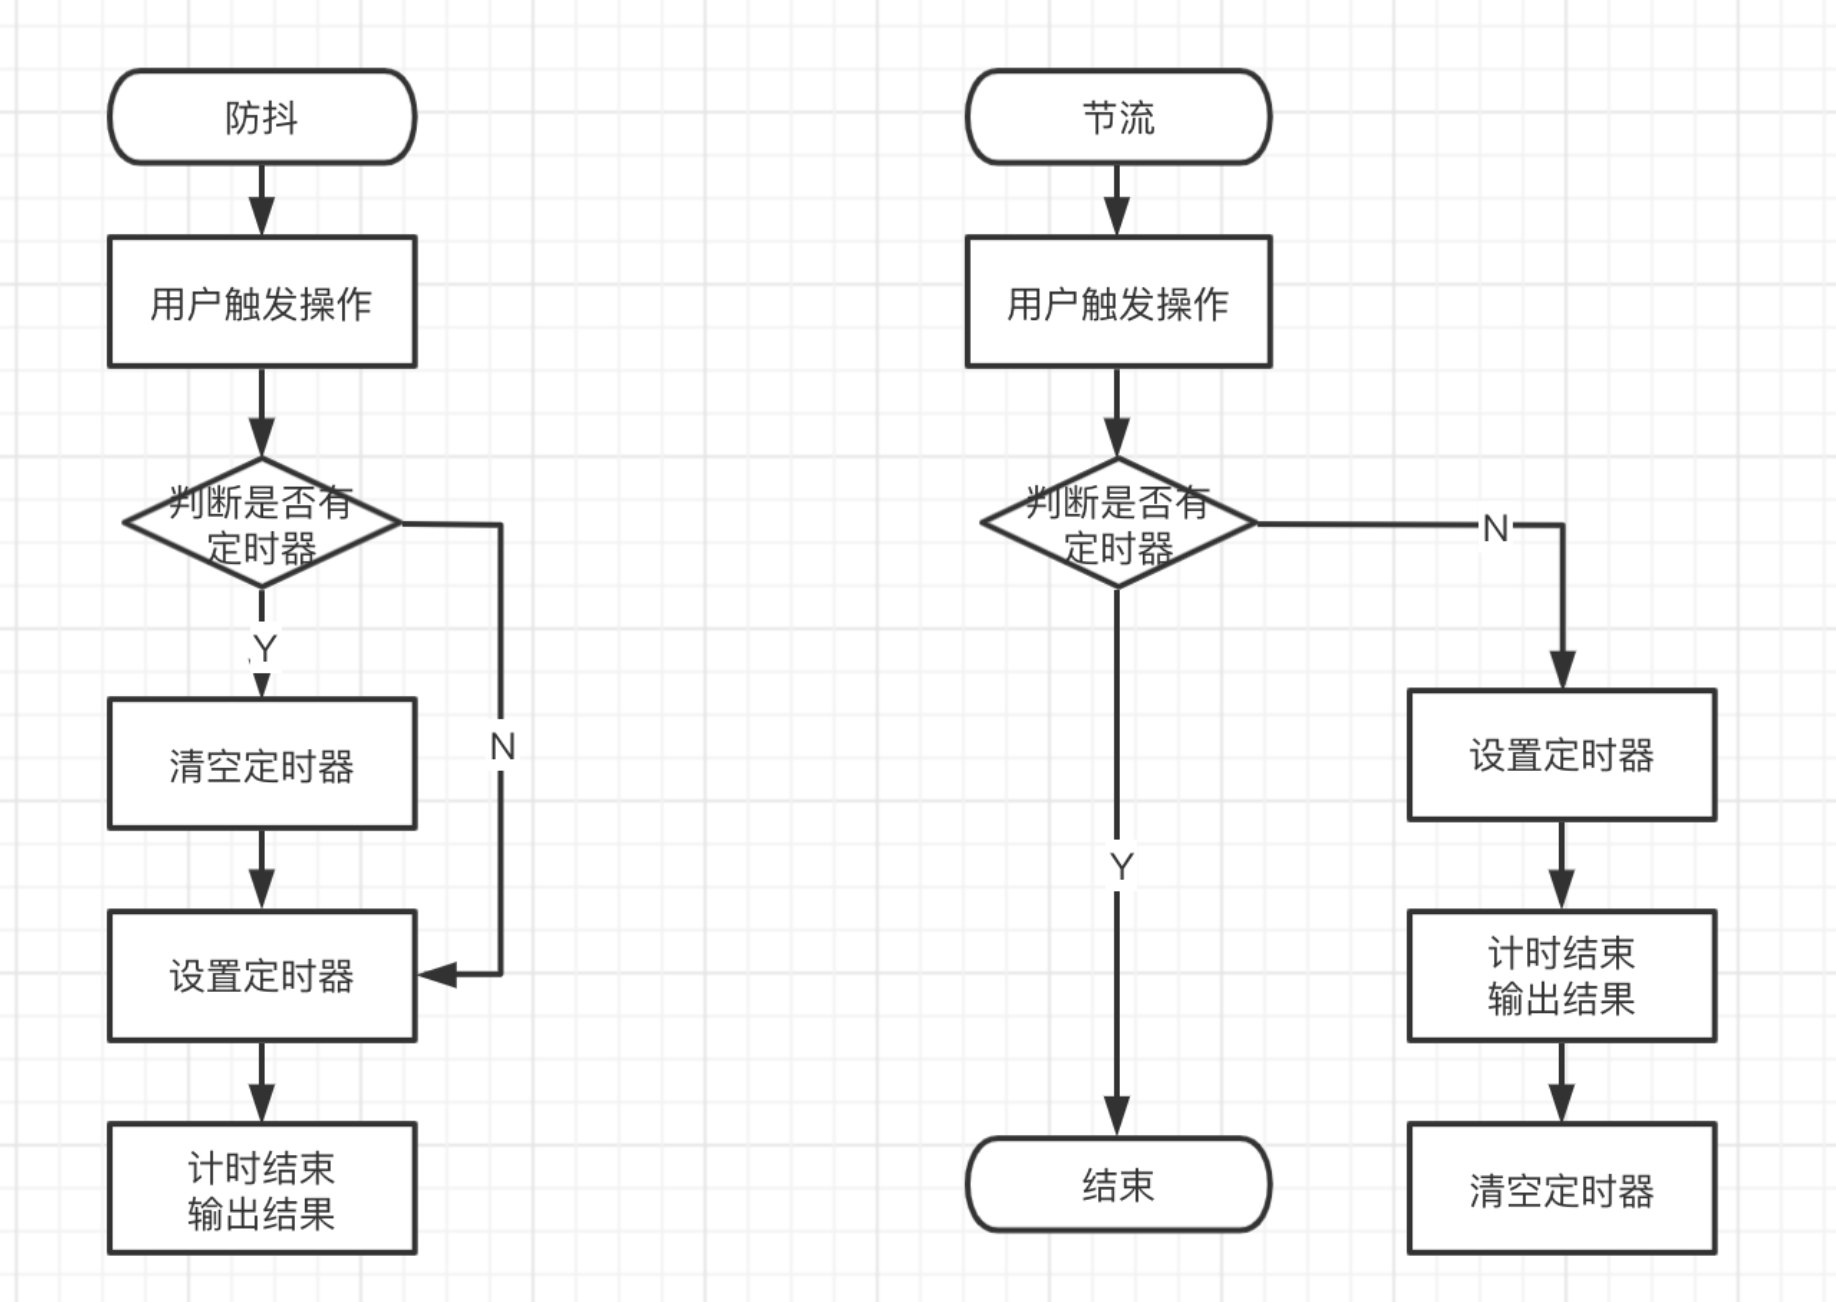 防抖
用户触发操作
判断是否有
定时器
Y
N
清空定时器
设置定时器
计时结束
输出结果
节流
用户触发操作
判断是否有
定时器
N
Y
设置定时器
计时结束
输出结果
清空定时器
结束